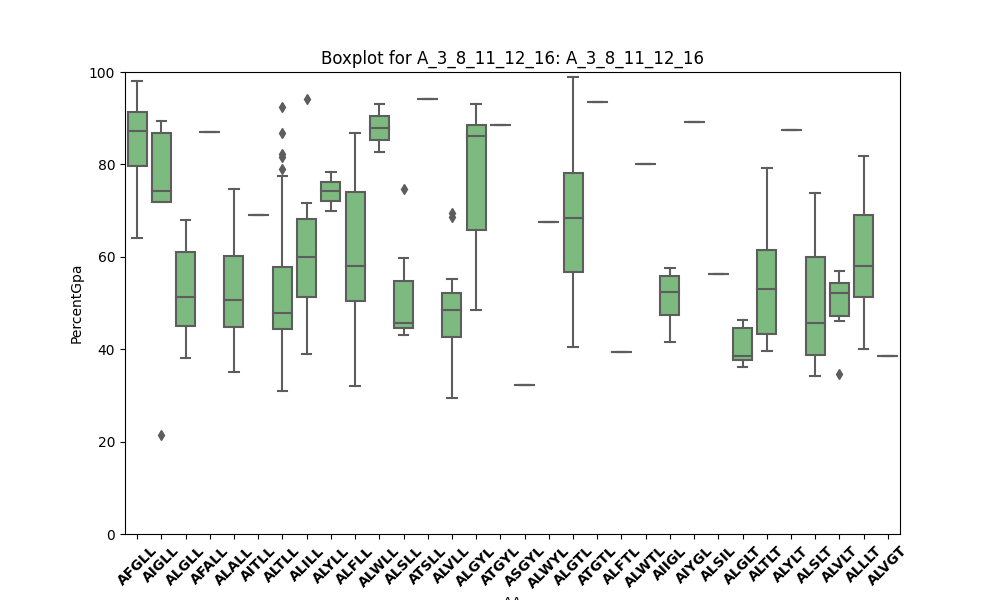 Boxplot for A_3_8_11_12_16: A_3_8_11_12_16
100
80
60
40
20
0
PercentGpa
AFGLL AIGLL ALGLL AFALL ALALL AITLL ALTLL ALILL ALYLL ALFLL ALWLL ALSLL ATSLL ALVLL ALGYL ATGYL ASGYL ALWYL ALGTL ATGTL ALFTL ALWTL AIIGL AIYGL ALSIL ALGLT ALTLT ALYLT ALSLT ALVLT ALLLT ALVGT